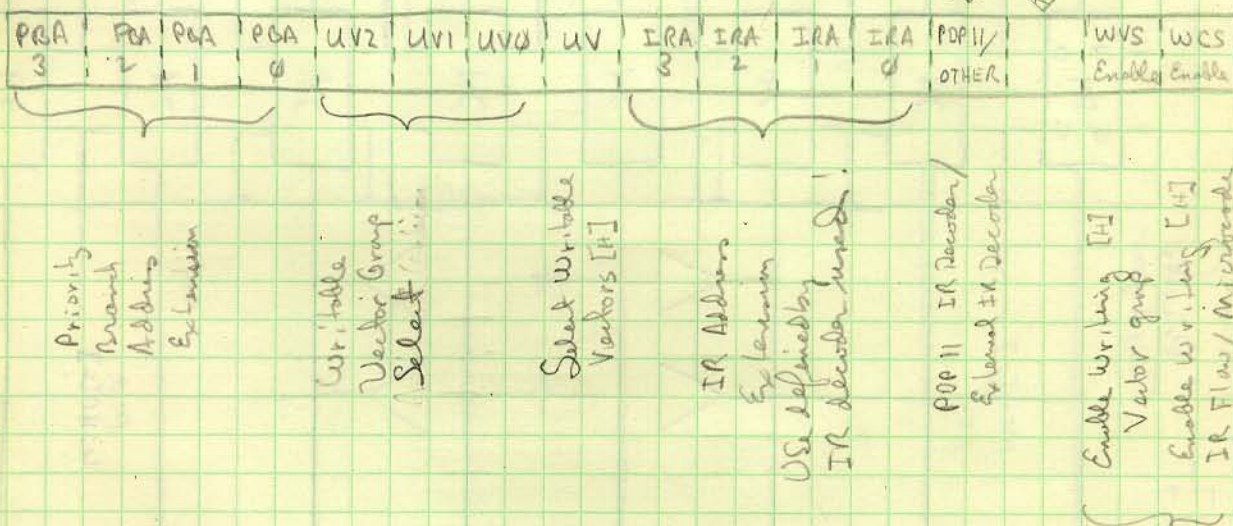 PBA PBA PBA PBA UV2 UV1 UVØ UV IRA IRA IRA IRA PDP11/ WVS WCS
3 2 1 Ø 3 2 1 Ø OTHER Enable Enable
Priority
Branch
Address
Extension
Writable
Vector Group
Select
Select Writable
Vectors [H]
IR Address
Extension
Use defined by
IR decoder used!
PDP11 IR Decoder/
External IR Decoder
Enable Writing [H]
Vector group
Enable Writing [H]
IR Flow/Microcode